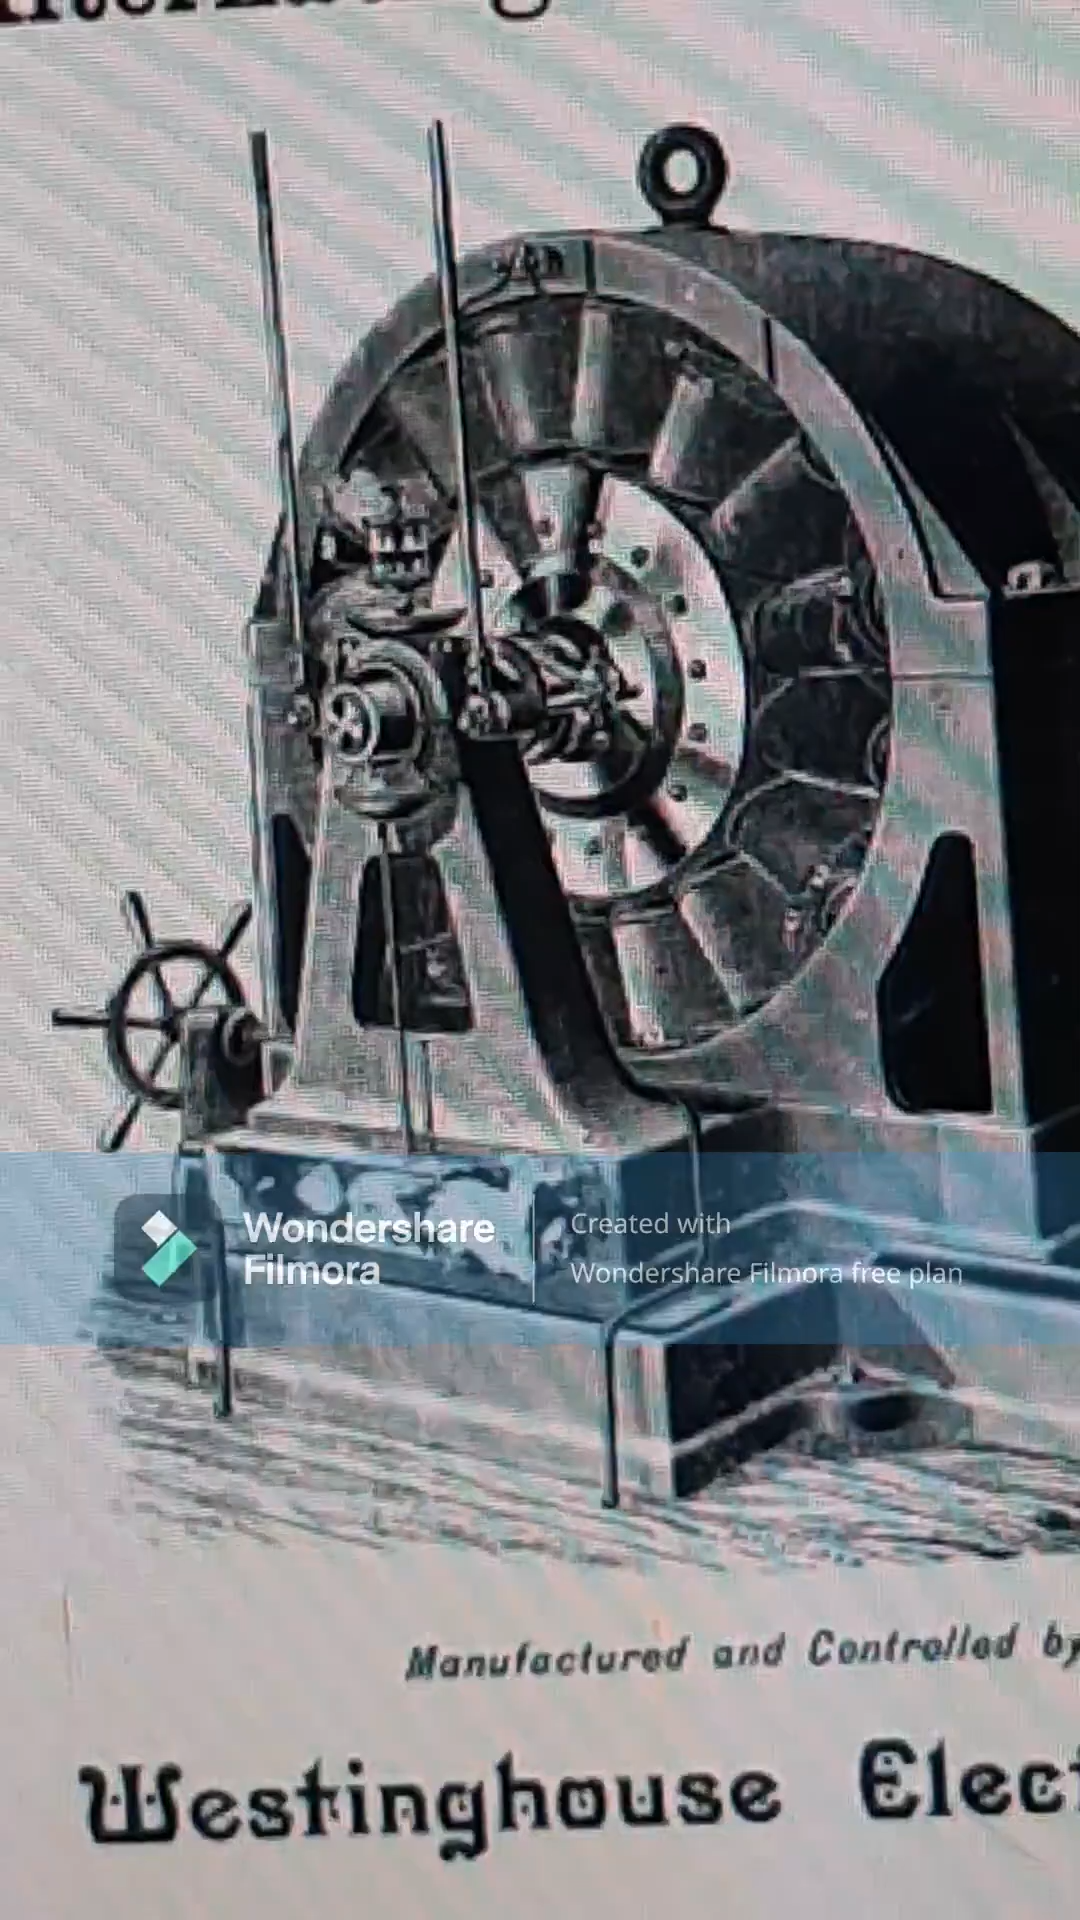 Wondershare
Filmora
Created with
Wondershare Filmora free plan
Manufactured and Controlled by
Westinghouse